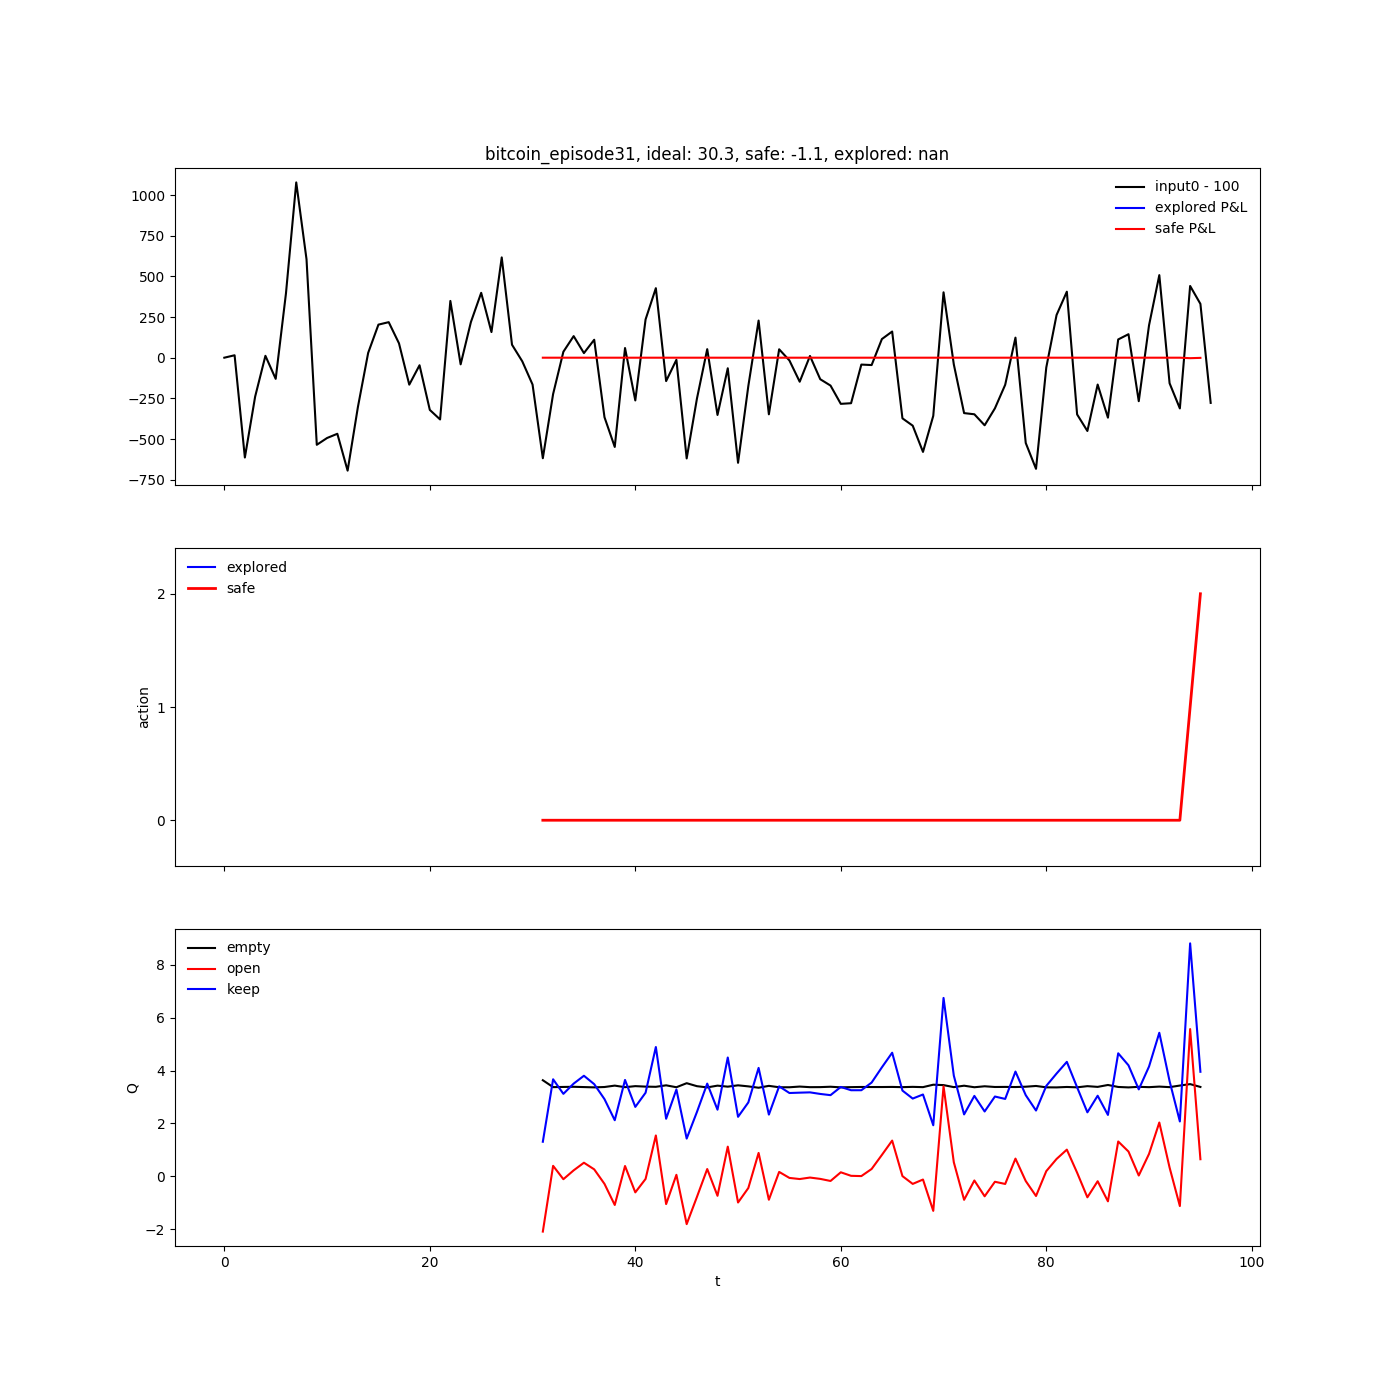 bitcoin_episode31, ideal: 30.3, safe: -1.1, explored: nan
1000
750
500
250
0
−250
−500
−750
input0 - 100
explored P&L
safe P&L
explored
safe
2
1
0
action
empty
open
keep
8
6
4
2
0
−2
Q
0 20 40 60 80 100
t